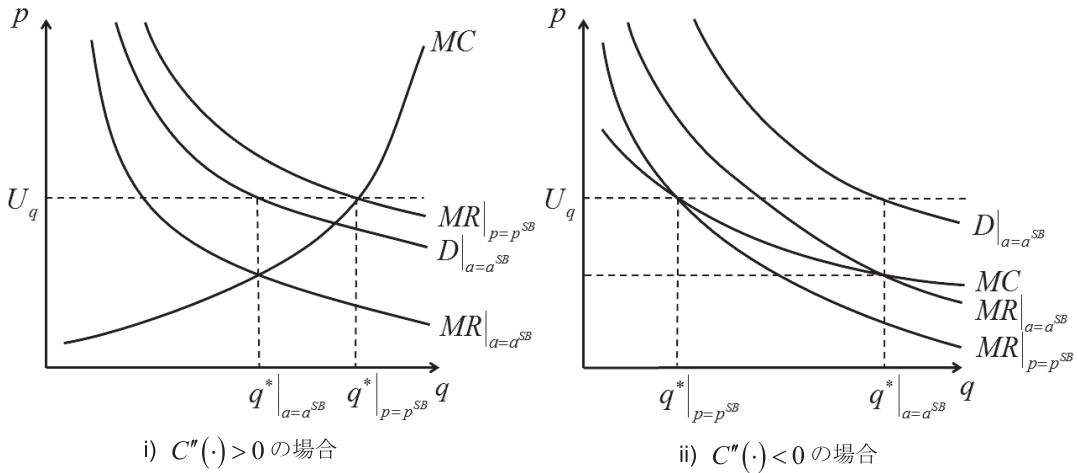 p
MC
U_q
MR|_{p=p^{SB}}
D|_{a=a^{SB}}
MR|_{a=a^{SB}}
q^*|_{a=a^{SB}}
q^*|_{p=p^{SB}}
q
i) C″(·)>0 の場合
p
U_q
D|_{a=a^{SB}}
MC
MR|_{a=a^{SB}}
MR|_{p=p^{SB}}
q^*|_{p=p^{SB}}
q^*|_{a=a^{SB}}
q
ii) C″(·)<0 の場合